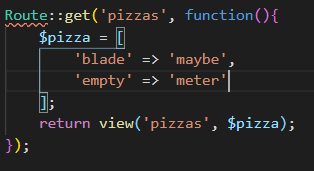 Route::get('pizzas', function(){
    $pizza = [
        'blade' => 'maybe',
        'empty' => 'meter'
    ];
    return view('pizzas', $pizza);
});